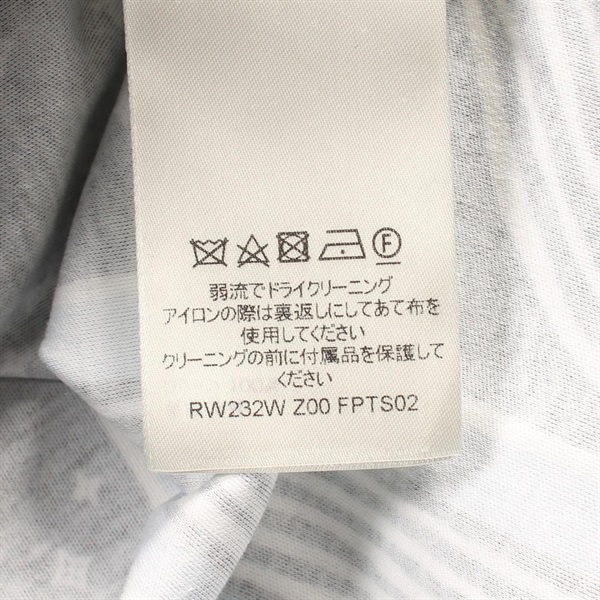 F
弱流でドライクリーニング
アイロンの際は裏返しにしてあて布を
使用してください
クリーニングの前に付属品を保護して
ください
RW232W Z00 FPTS02